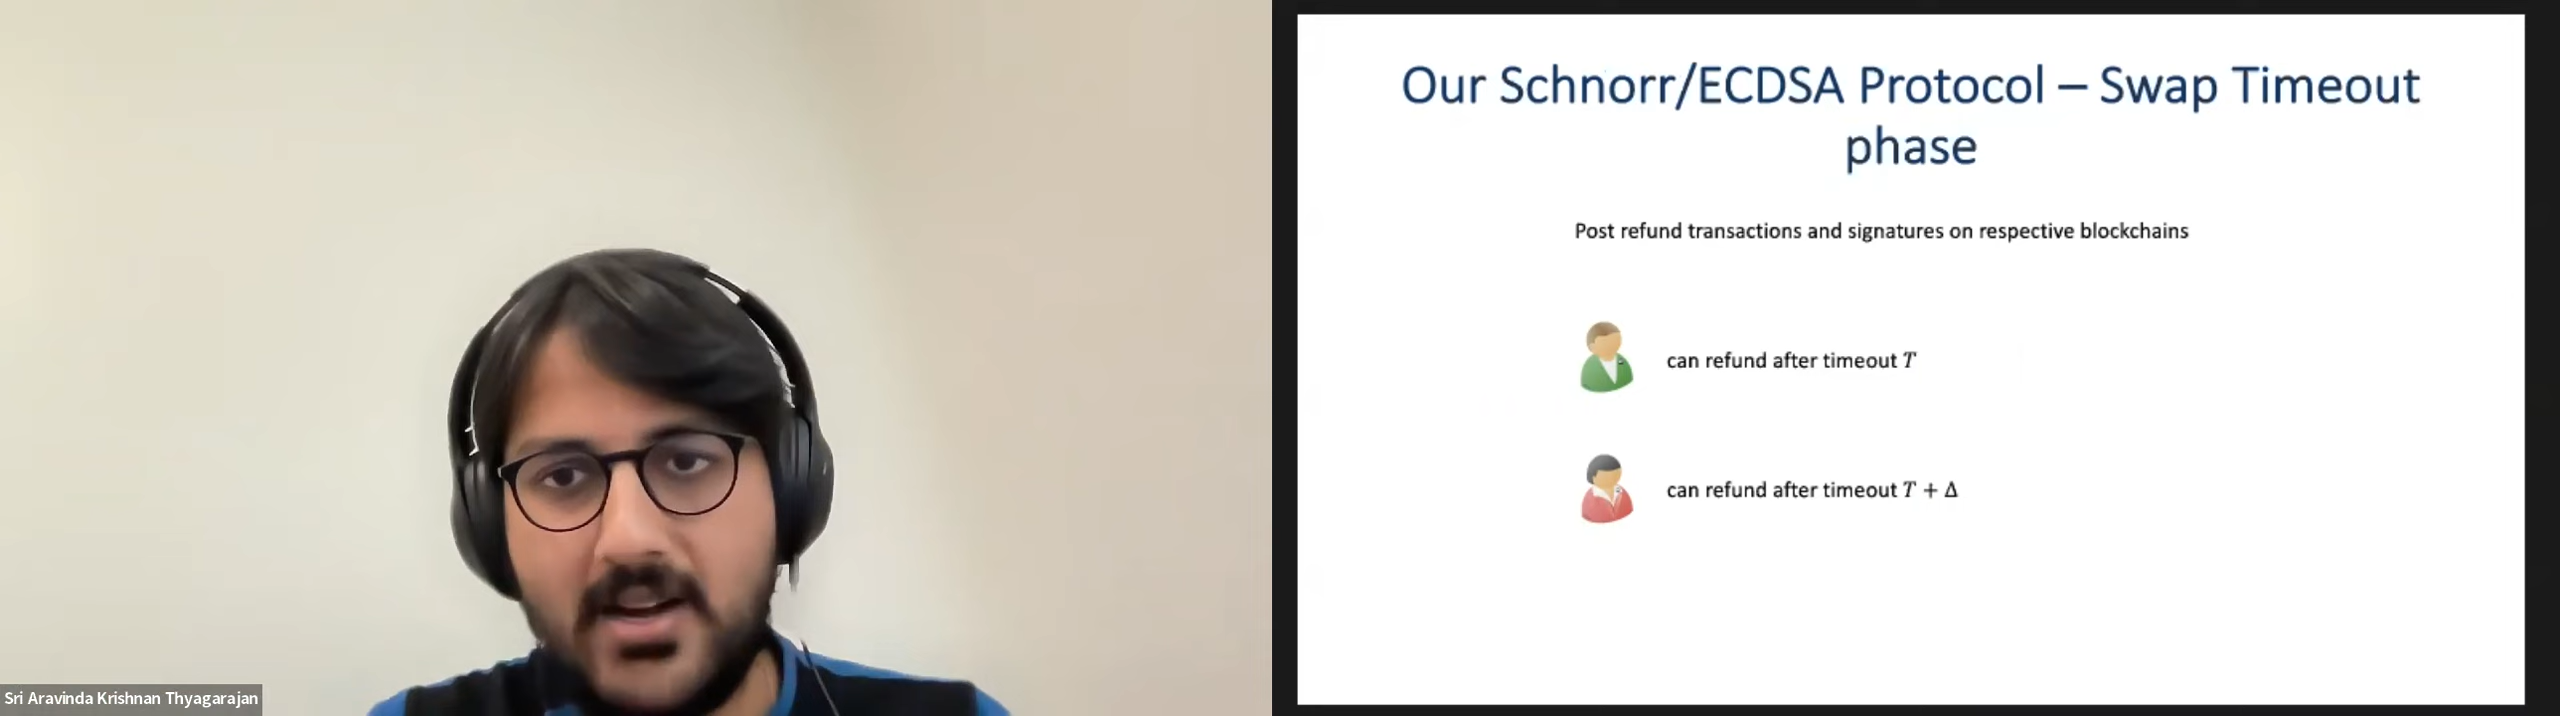 Our Schnorr/ECDSA Protocol – Swap Timeout
phase
Post refund transactions and signatures on respective blockchains
can refund after timeout T
can refund after timeout T + Δ
Sri Aravinda Krishnan Thyagarajan